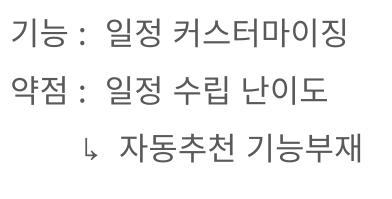 기능 : 일정 커스터마이징
약점 : 일정 수립 난이도
↳ 자동추천 기능부재